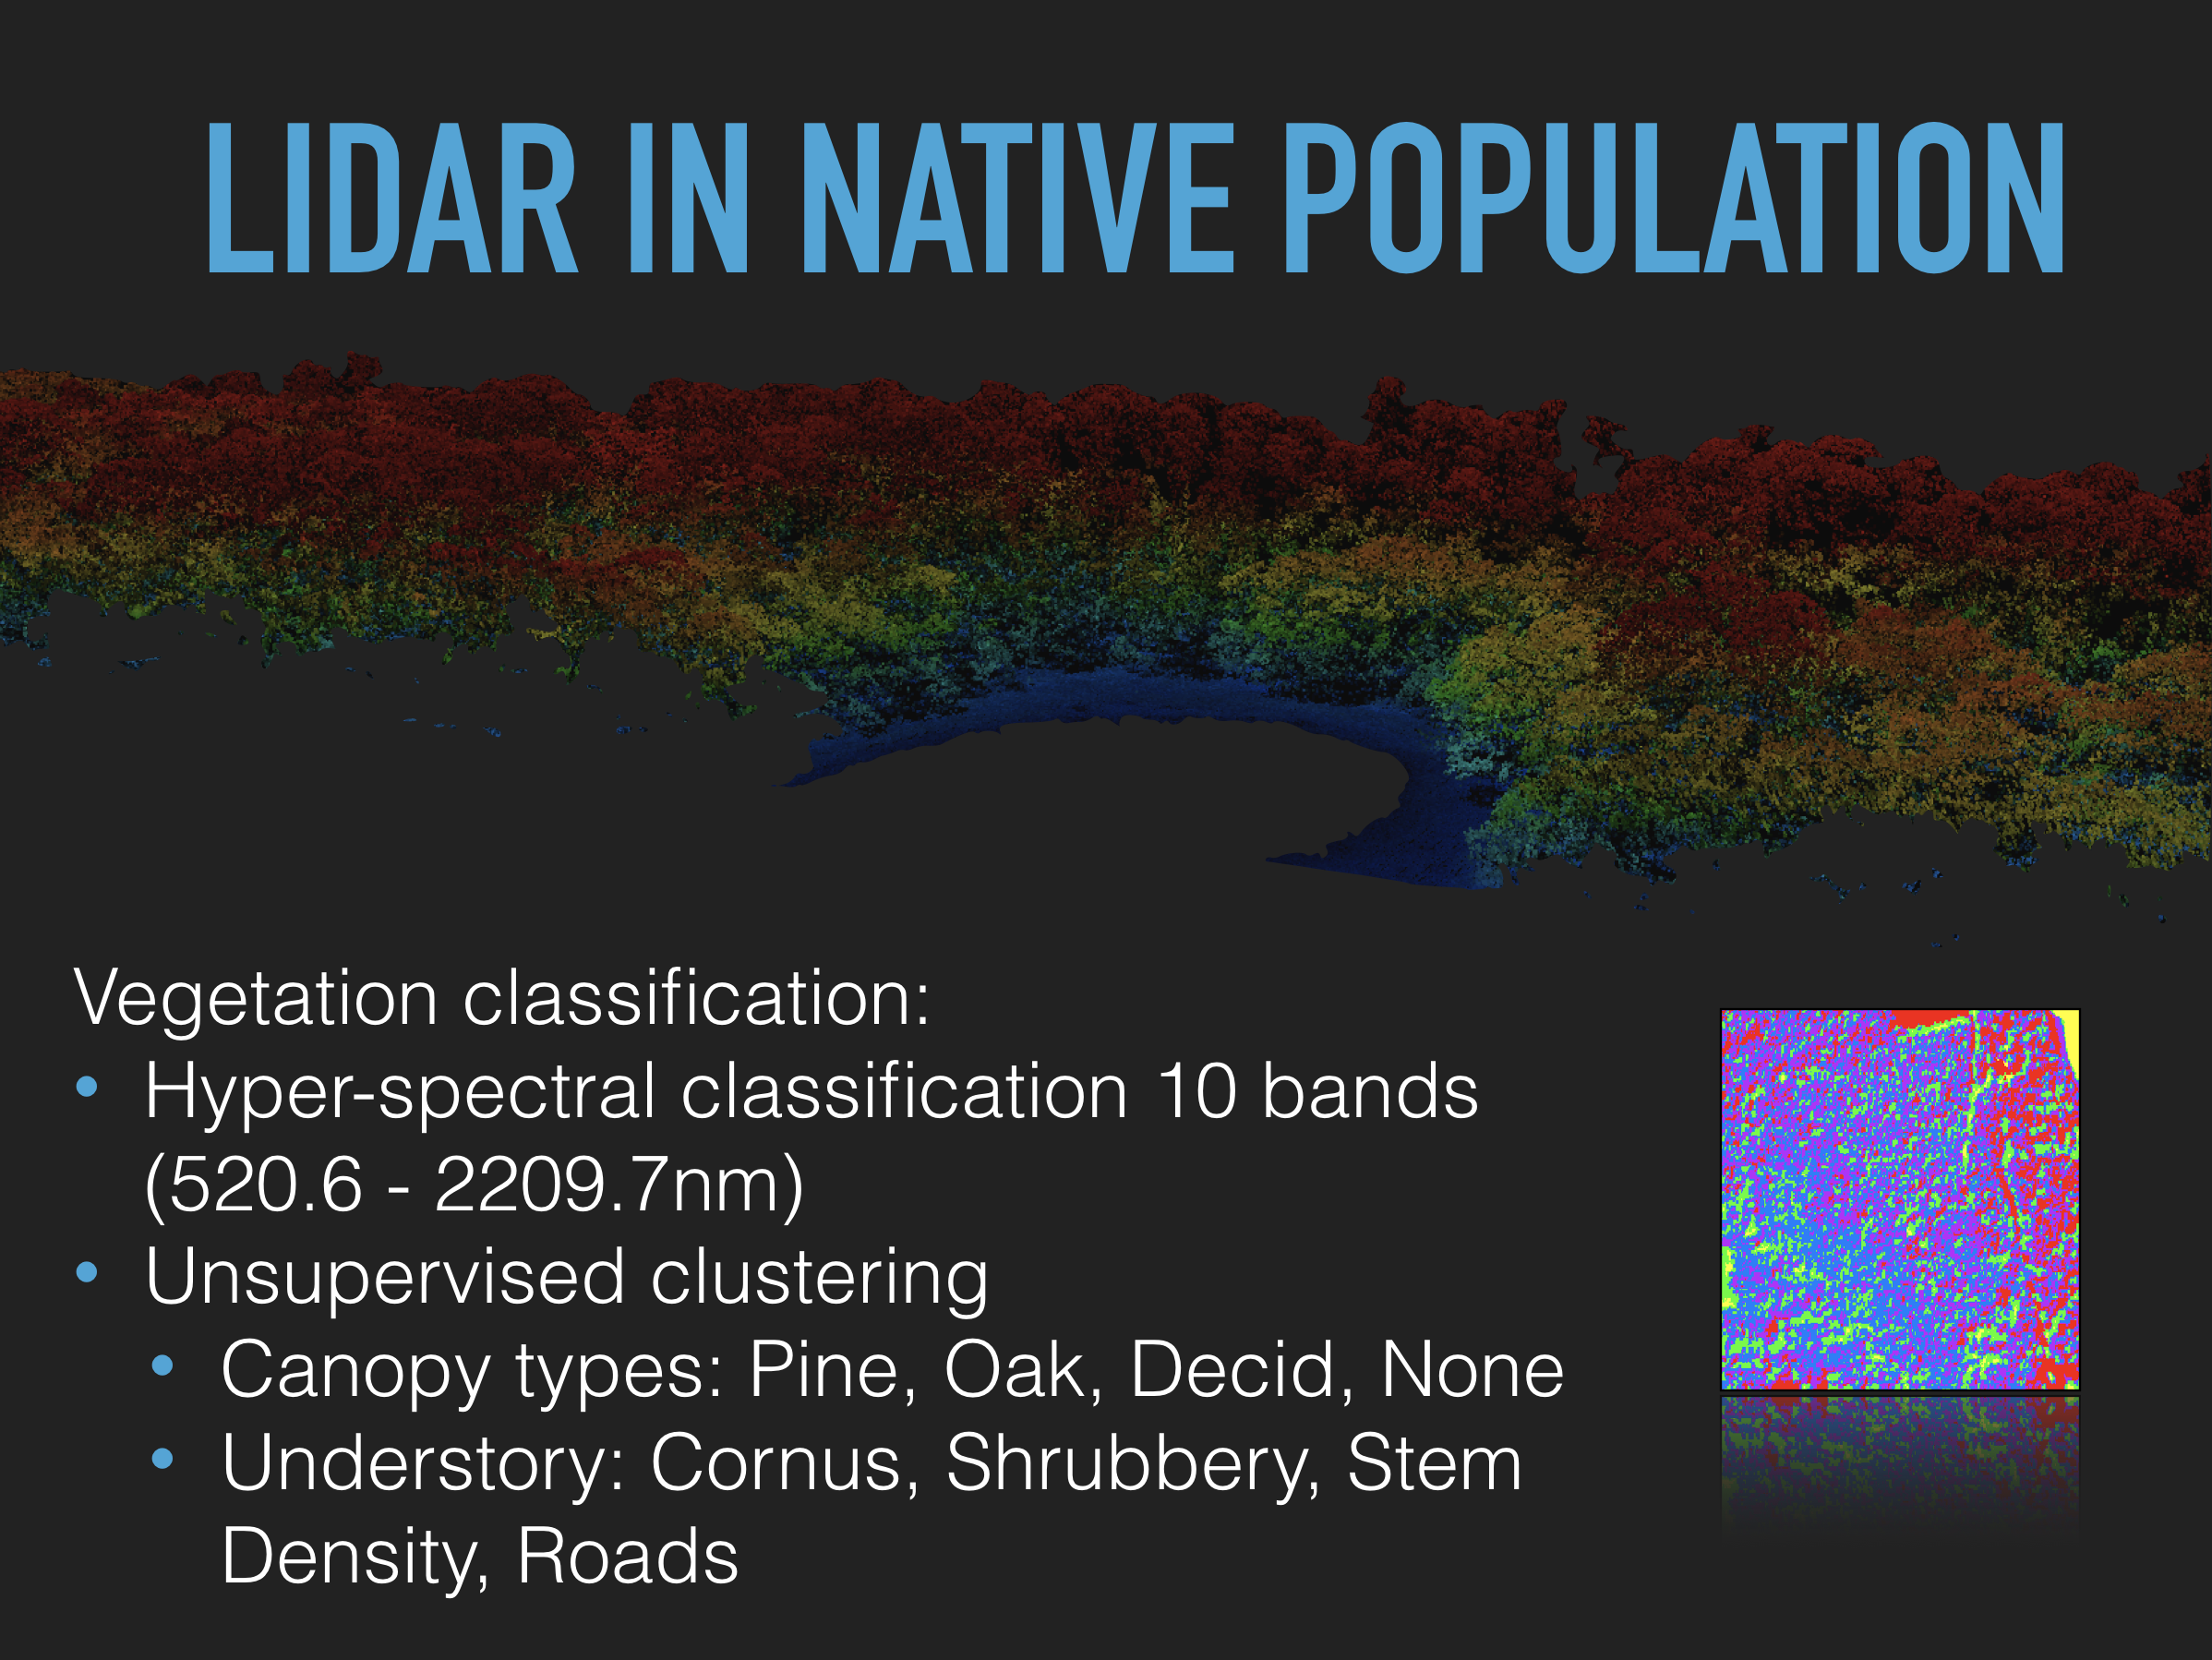 LIDAR IN NATIVE POPULATION
Vegetation classification:
• Hyper-spectral classification 10 bands
(520.6 - 2209.7nm)
• Unsupervised clustering
• Canopy types: Pine, Oak, Decid, None
• Understory: Cornus, Shrubbery, Stem
Density, Roads